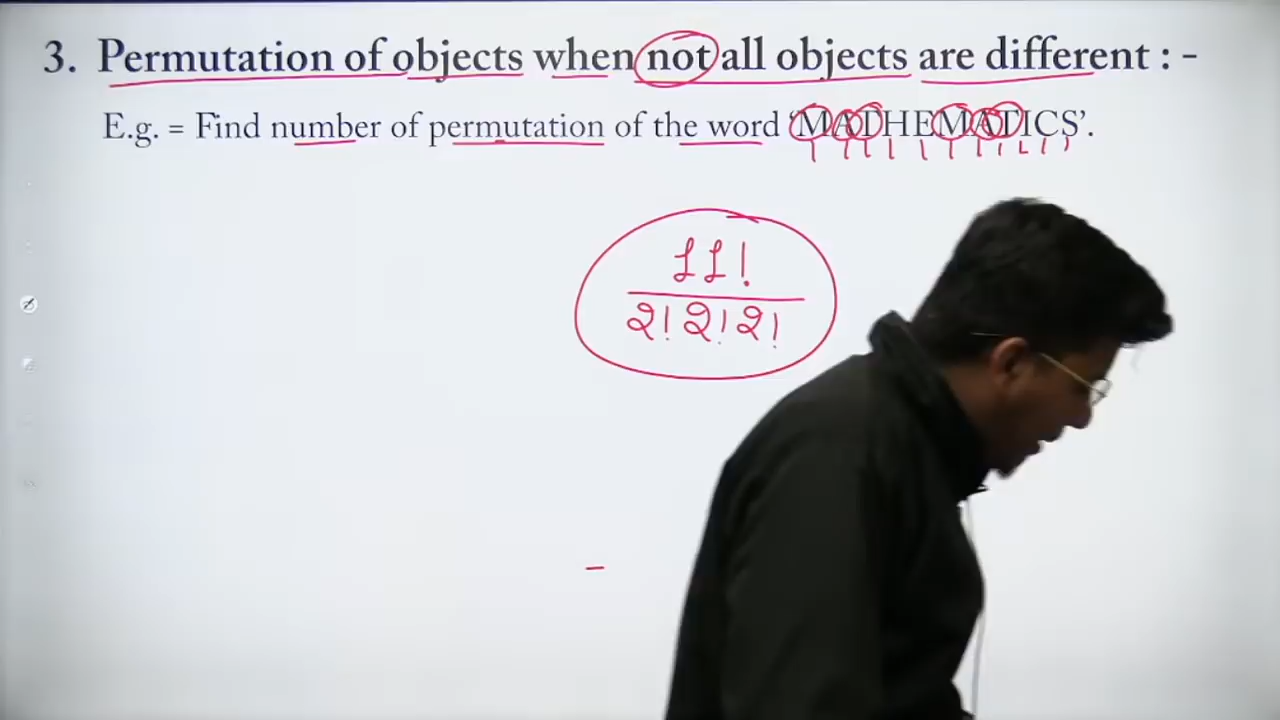 3. Permutation of objects when not all objects are different : -
E.g. = Find number of permutation of the word ‘MATHEMATICS’.
11!
2! 2! 2!